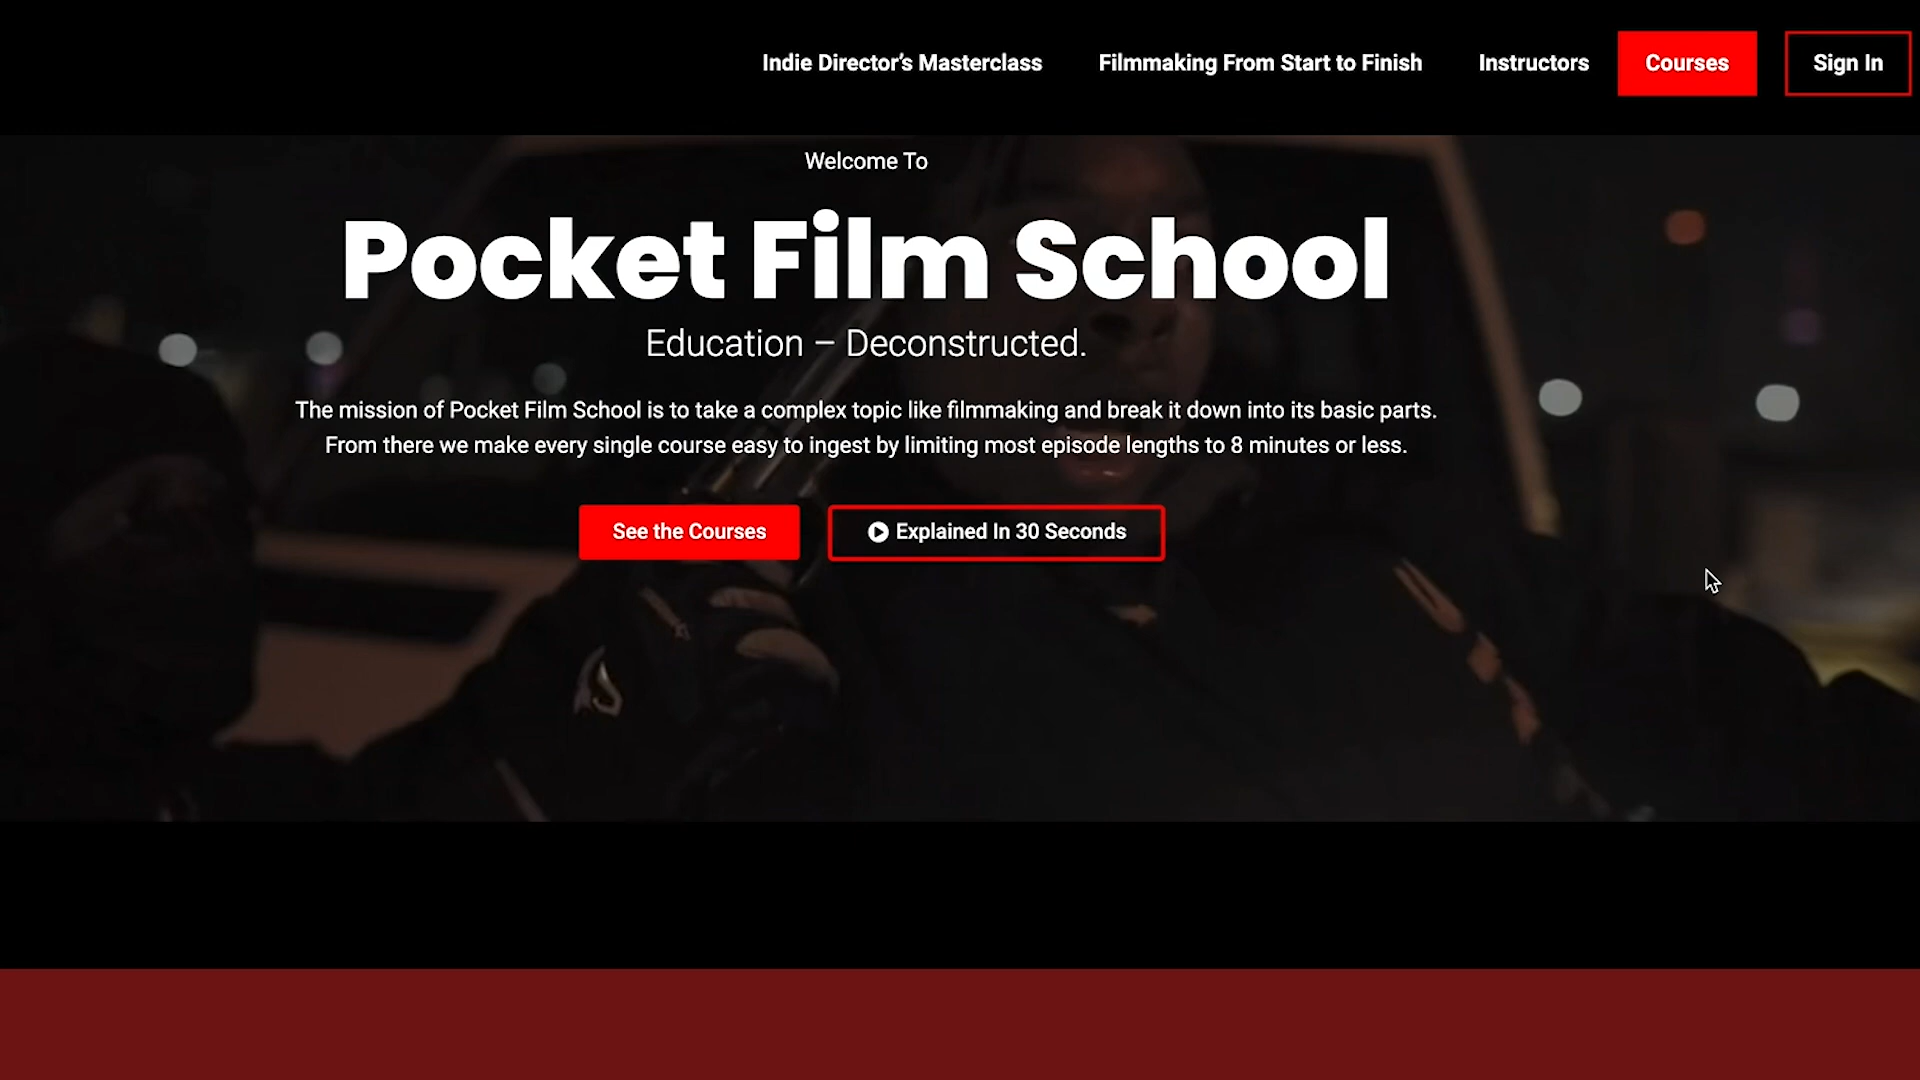 Indie Director’s Masterclass Filmmaking From Start to Finish Instructors Courses Sign In
Welcome To
Pocket Film School
Education – Deconstructed.
The mission of Pocket Film School is to take a complex topic like filmmaking and break it down into its basic parts.
From there we make every single course easy to ingest by limiting most episode lengths to 8 minutes or less.
See the Courses Explained In 30 Seconds